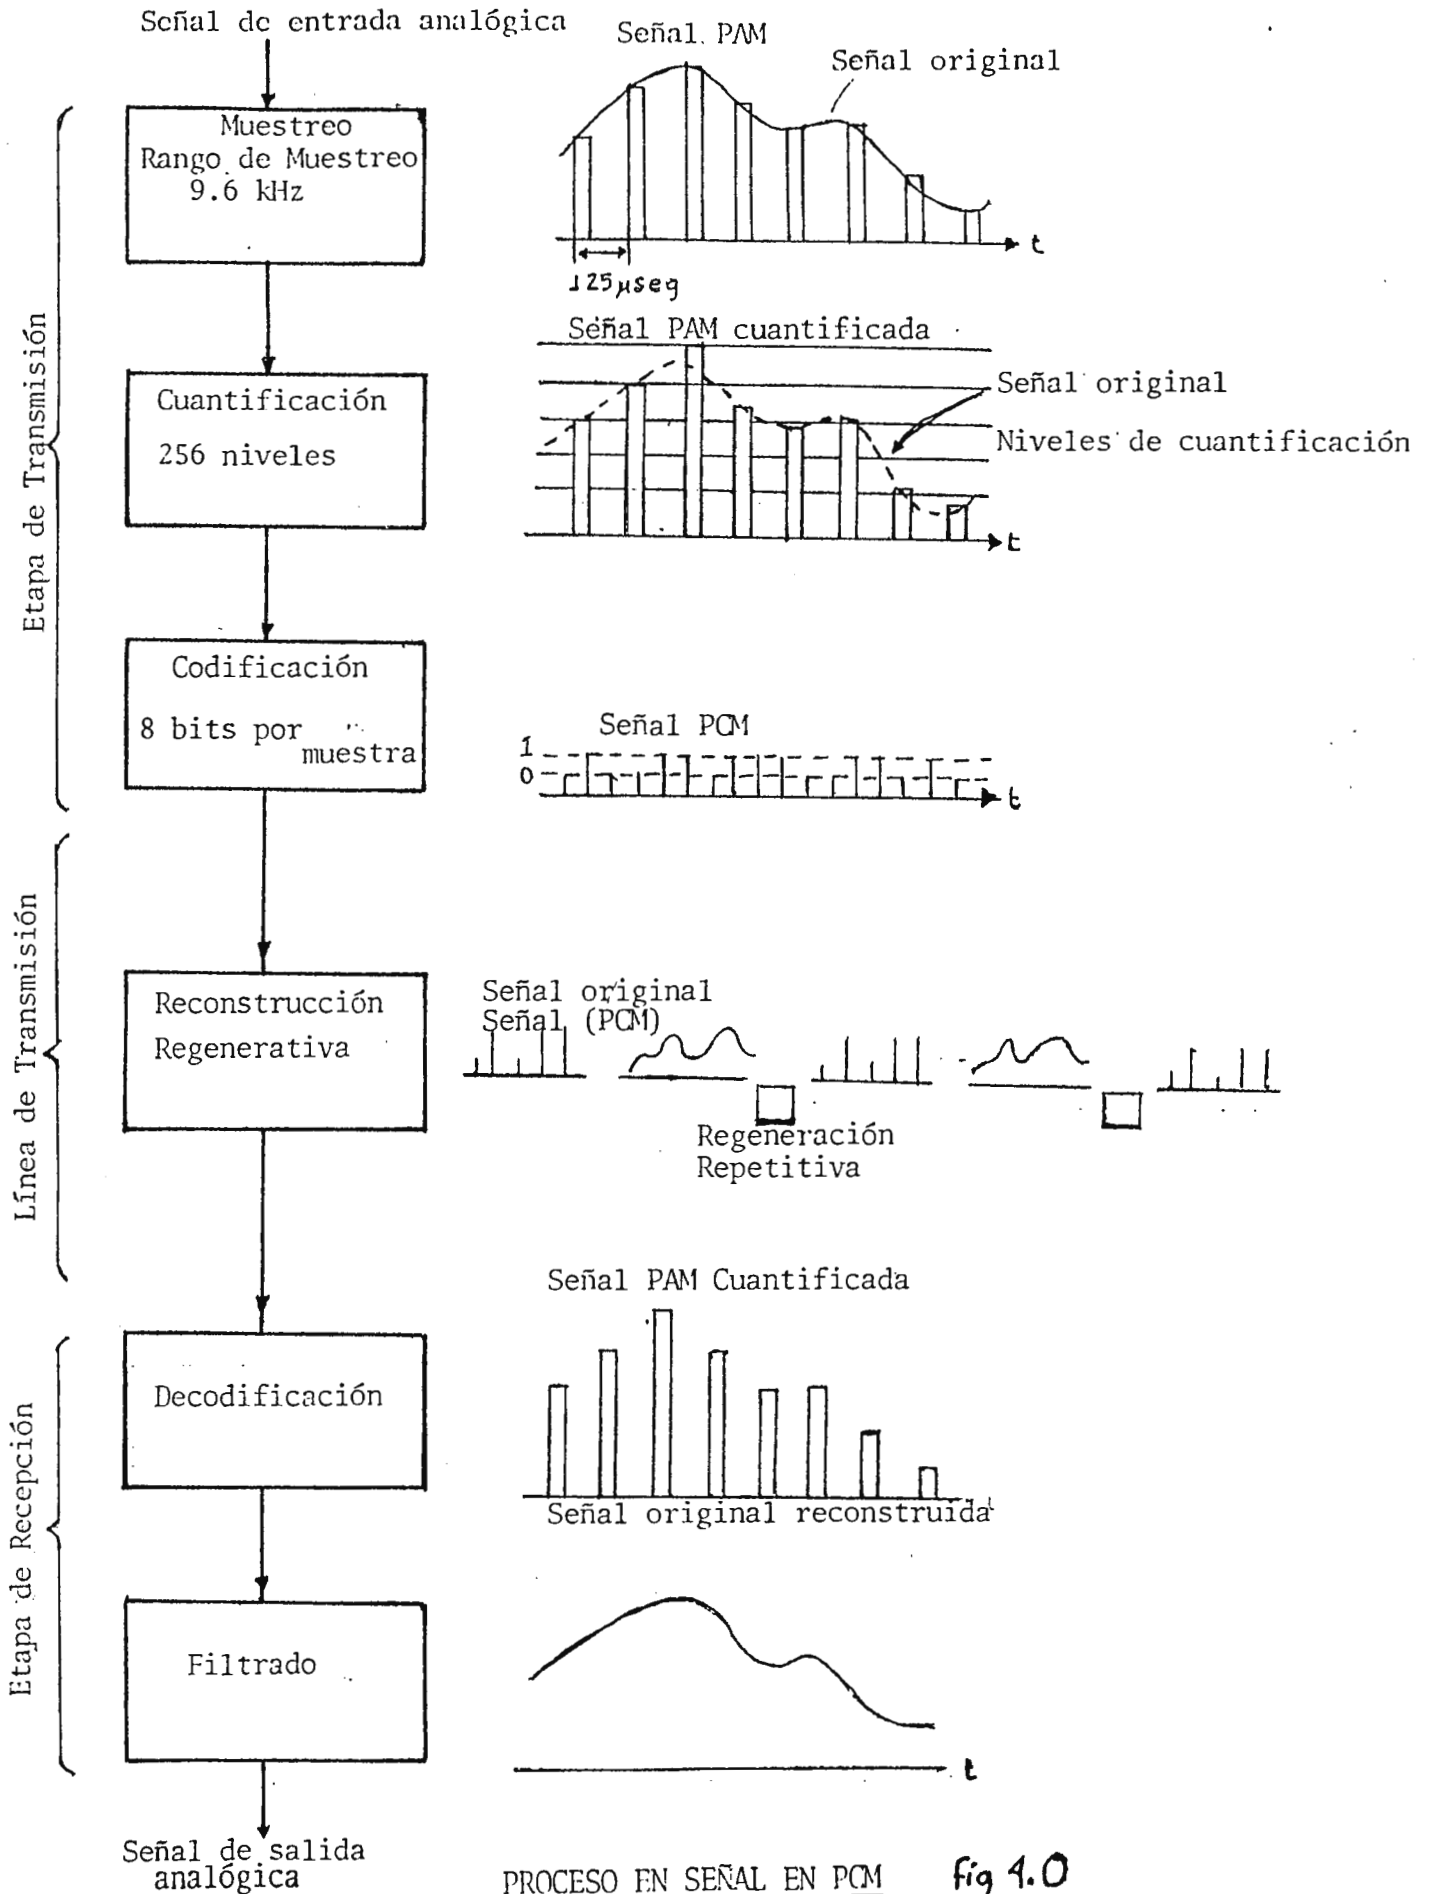 Señal de entrada analógica
Señal PAM
Señal original
Muestreo
Rango de Muestreo
9.6 kHz
t
125 μseg
Etapa de Transmisión
Señal PAM cuantificada
Cuantificación
256 niveles
Señal original
Niveles de cuantificación
t
Codificación
8 bits por
muestra
Señal PCM
1
0
t
Línea de Transmisión
Reconstrucción
Regenerativa
Señal original
Señal (PCM)
Regeneración
Repetitiva
Etapa de Recepción
Señal PAM Cuantificada
Decodificación
t
Señal original reconstruida
Filtrado
t
Señal de salida
analógica
PROCESO EN SEÑAL EN PCM
fig 4.0